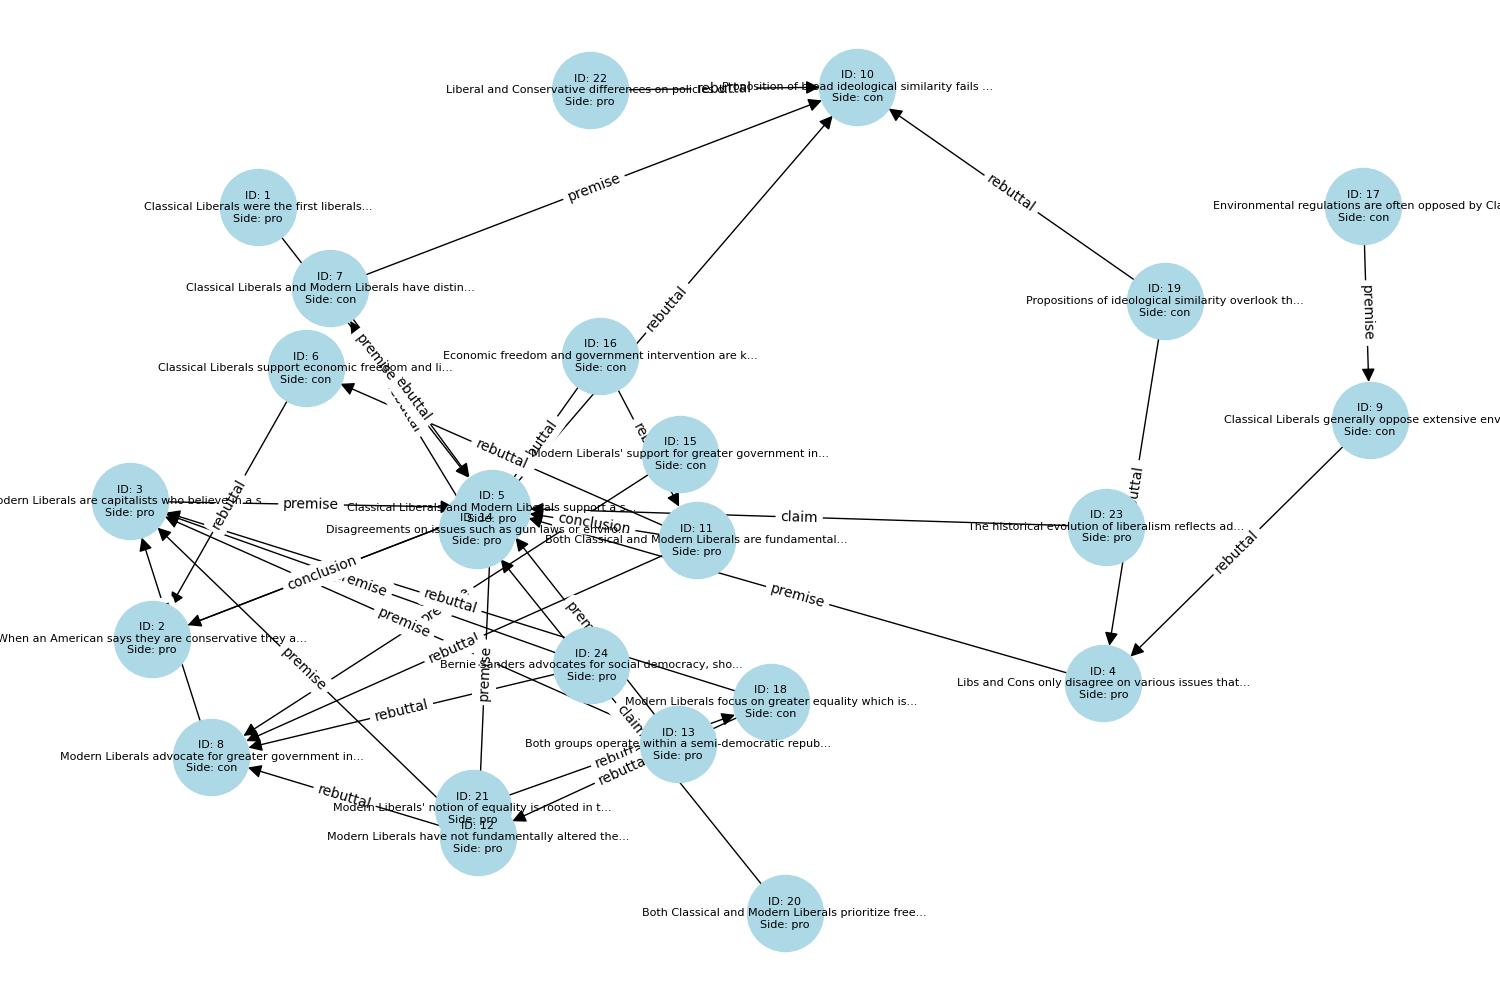 ID: 22
Liberal and Conservative differences on policies d
Side: pro
rebuttal
ID: 10
Proposition of broad ideological similarity fails ...
Side: con
premise
rebuttal
rebuttal
ID: 1
Classical Liberals were the first liberals...
Side: pro
ID: 17
Environmental regulations are often opposed by Cla
Side: con
ID: 7
Classical Liberals and Modern Liberals have distin...
Side: con
ID: 19
Propositions of ideological similarity overlook th...
Side: con
premise
premise
ID: 6
Classical Liberals support economic freedom and li...
Side: con
ID: 16
Economic freedom and government intervention are k...
Side: con
ID: 9
Classical Liberals generally oppose extensive env
Side: con
rebuttal
ID: 15
Modern Liberals' support for greater government in...
Side: con
ID: 3
odern Liberals are capitalists who believe in a s
Side: pro
premise
rebuttal
ID: 5
Classical Liberals and Modern Liberals support a s...
Side: pro
ID: 14
Disagreements on issues such as gun laws or enviro
Side: pro
conclusion
claim
ID: 11
Both Classical and Modern Liberals are fundamental...
Side: pro
ID: 23
The historical evolution of liberalism reflects ad...
Side: pro
rebuttal
conclusion
premise
rebuttal
premise
premise
ID: 2
When an American says they are conservative they a...
Side: pro
rebuttal
premise
premise
ID: 24
Bernie Sanders advocates for social democracy, sho...
Side: pro
ID: 4
Libs and Cons only disagree on various issues that...
Side: pro
ID: 18
Modern Liberals focus on greater equality which is...
Side: con
rebuttal
claim
ID: 13
Both groups operate within a semi-democratic repub...
Side: pro
ID: 8
Modern Liberals advocate for greater government in...
Side: con
rebuttal
rebuttal
rebuttal
ID: 21
Modern Liberals' notion of equality is rooted in t...
Side: pro
ID: 12
Modern Liberals have not fundamentally altered the...
Side: pro
ID: 20
Both Classical and Modern Liberals prioritize free...
Side: pro